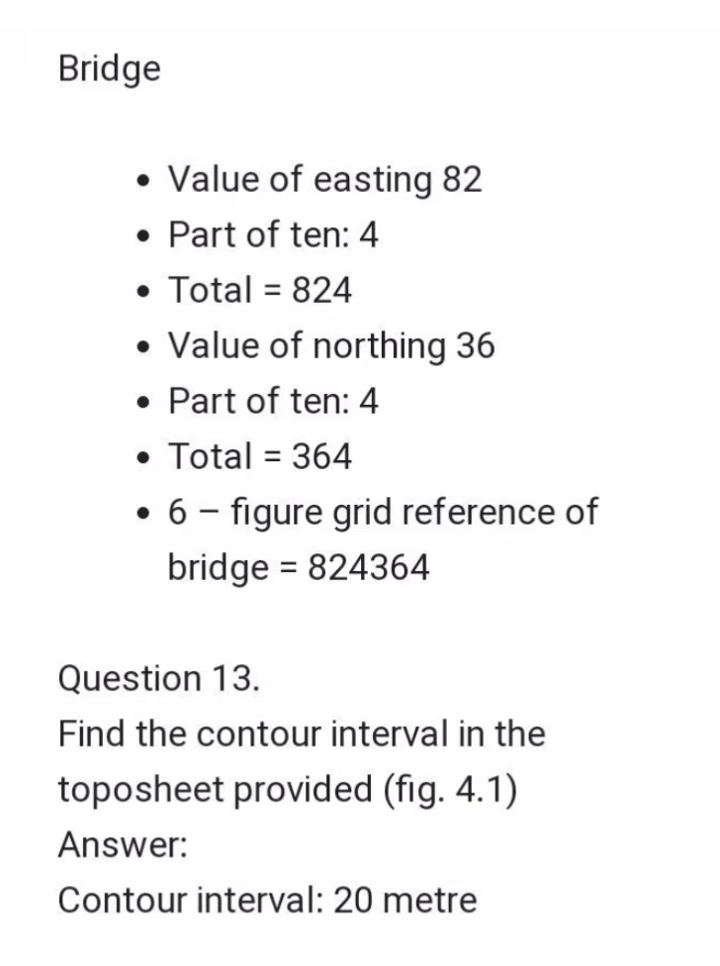 Bridge
• Value of easting 82
• Part of ten: 4
• Total = 824
• Value of northing 36
• Part of ten: 4
• Total = 364
• 6 – figure grid reference of
bridge = 824364
Question 13.
Find the contour interval in the
toposheet provided (fig. 4.1)
Answer:
Contour interval: 20 metre